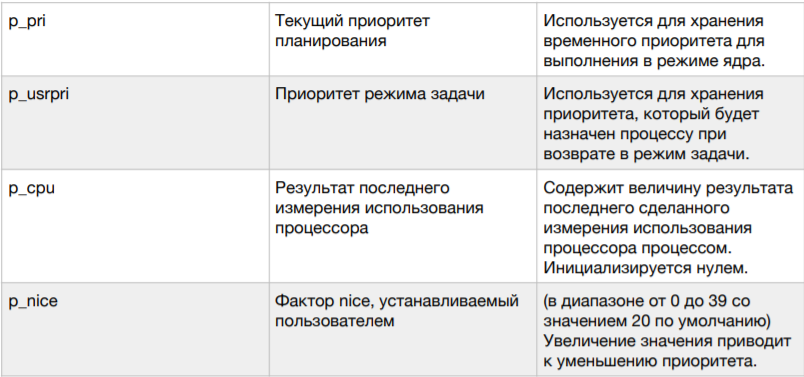 p_pri
Текущий приоритет
планирования
Используется для хранения
временного приоритета для
выполнения в режиме ядра.
p_usrpri
Приоритет режима задачи
Используется для хранения
приоритета, который будет
назначен процессу при
возврате в режим задачи.
p_cpu
Результат последнего
измерения использования
процессора
Содержит величину результата
последнего сделанного
измерения использования
процессора процессом.
Инициализируется нулем.
p_nice
Фактор nice, устанавливаемый
пользователем
(в диапазоне от 0 до 39 со
значением 20 по умолчанию)
Увеличение значения приводит
к уменьшению приоритета.